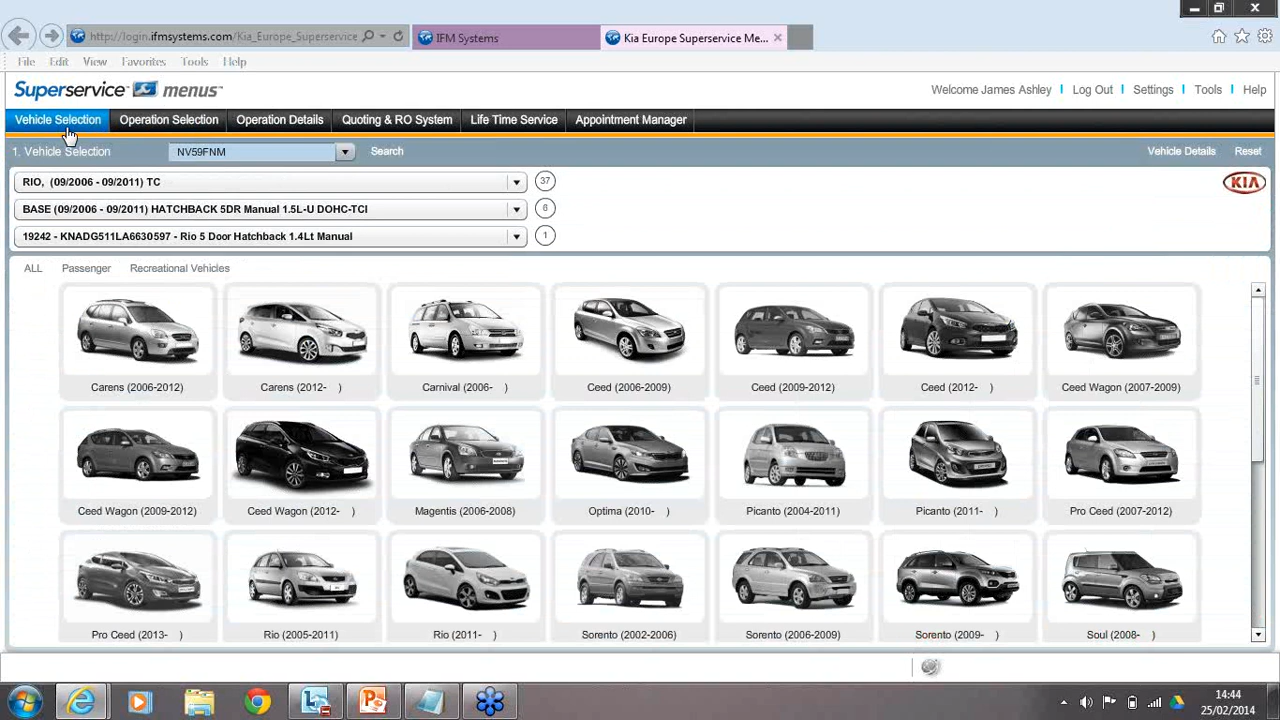 http://login.ifmsystems.com/Kia_Europe_Superservice
IFM Systems
Kia Europe Superservice Me...
File Edit View Favorites Tools Help
Superservice menus
Welcome James Ashley Log Out Settings Tools Help
Vehicle Selection Operation Selection Operation Details Quoting & RO System Life Time Service Appointment Manager
1. Vehicle Selection NV59FNM Search Vehicle Details Reset
RIO, (09/2006 - 09/2011) TC 37
KIA
BASE (09/2006 - 09/2011) HATCHBACK 5DR Manual 1.5L-U DOHC-TCI 6
19242 - KNADG511LA6630597 - Rio 5 Door Hatchback 1.4Lt Manual 1
ALL Passenger Recreational Vehicles
Carens (2006-2012) Carens (2012- ) Carnival (2006- ) Ceed (2006-2009) Ceed (2009-2012) Ceed (2012- ) Ceed Wagon (2007-2009)
Ceed Wagon (2009-2012) Ceed Wagon (2012- ) Magentis (2006-2008) Optima (2010- ) Picanto (2004-2011) Picanto (2011- ) Pro Ceed (2007-2012)
Pro Ceed (2013- ) Rio (2005-2011) Rio (2011- ) Sorento (2002-2006) Sorento (2006-2009) Sorento (2009- ) Soul (2008- )
14:44
25/02/2014